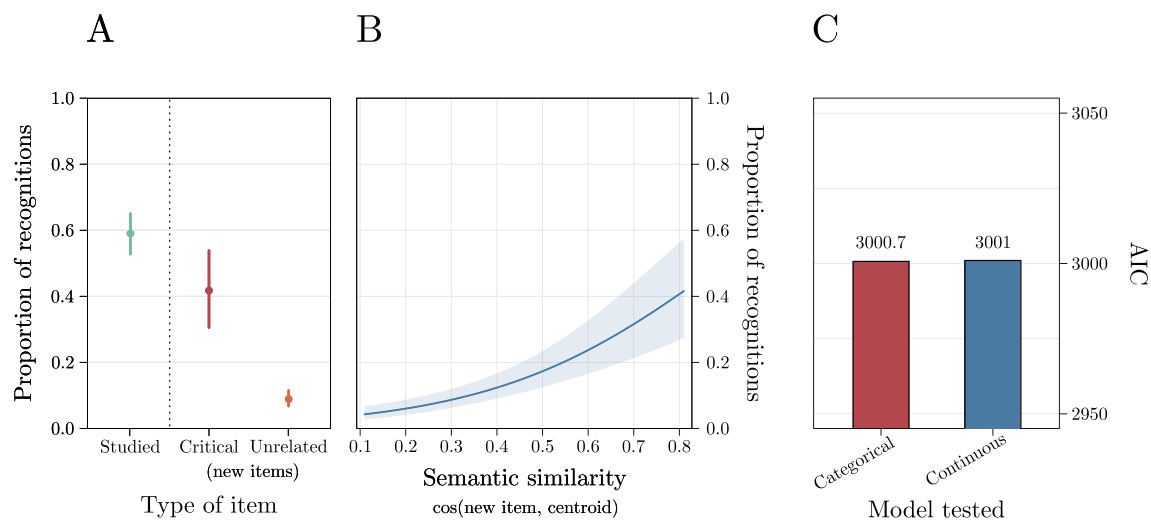 A
Proportion of recognitions
1.0
0.8
0.6
0.4
0.2
0.0
Studied
Critical
Unrelated
(new items)
Type of item
B
1.0
0.8
0.6
0.4
0.2
0.0
Proportion of recognitions
0.1
0.2
0.3
0.4
0.5
0.6
0.7
0.8
Semantic similarity
cos(new item, centroid)
C
3000.7
3001
3050
3000
2950
AIC
Categorical
Continuous
Model tested